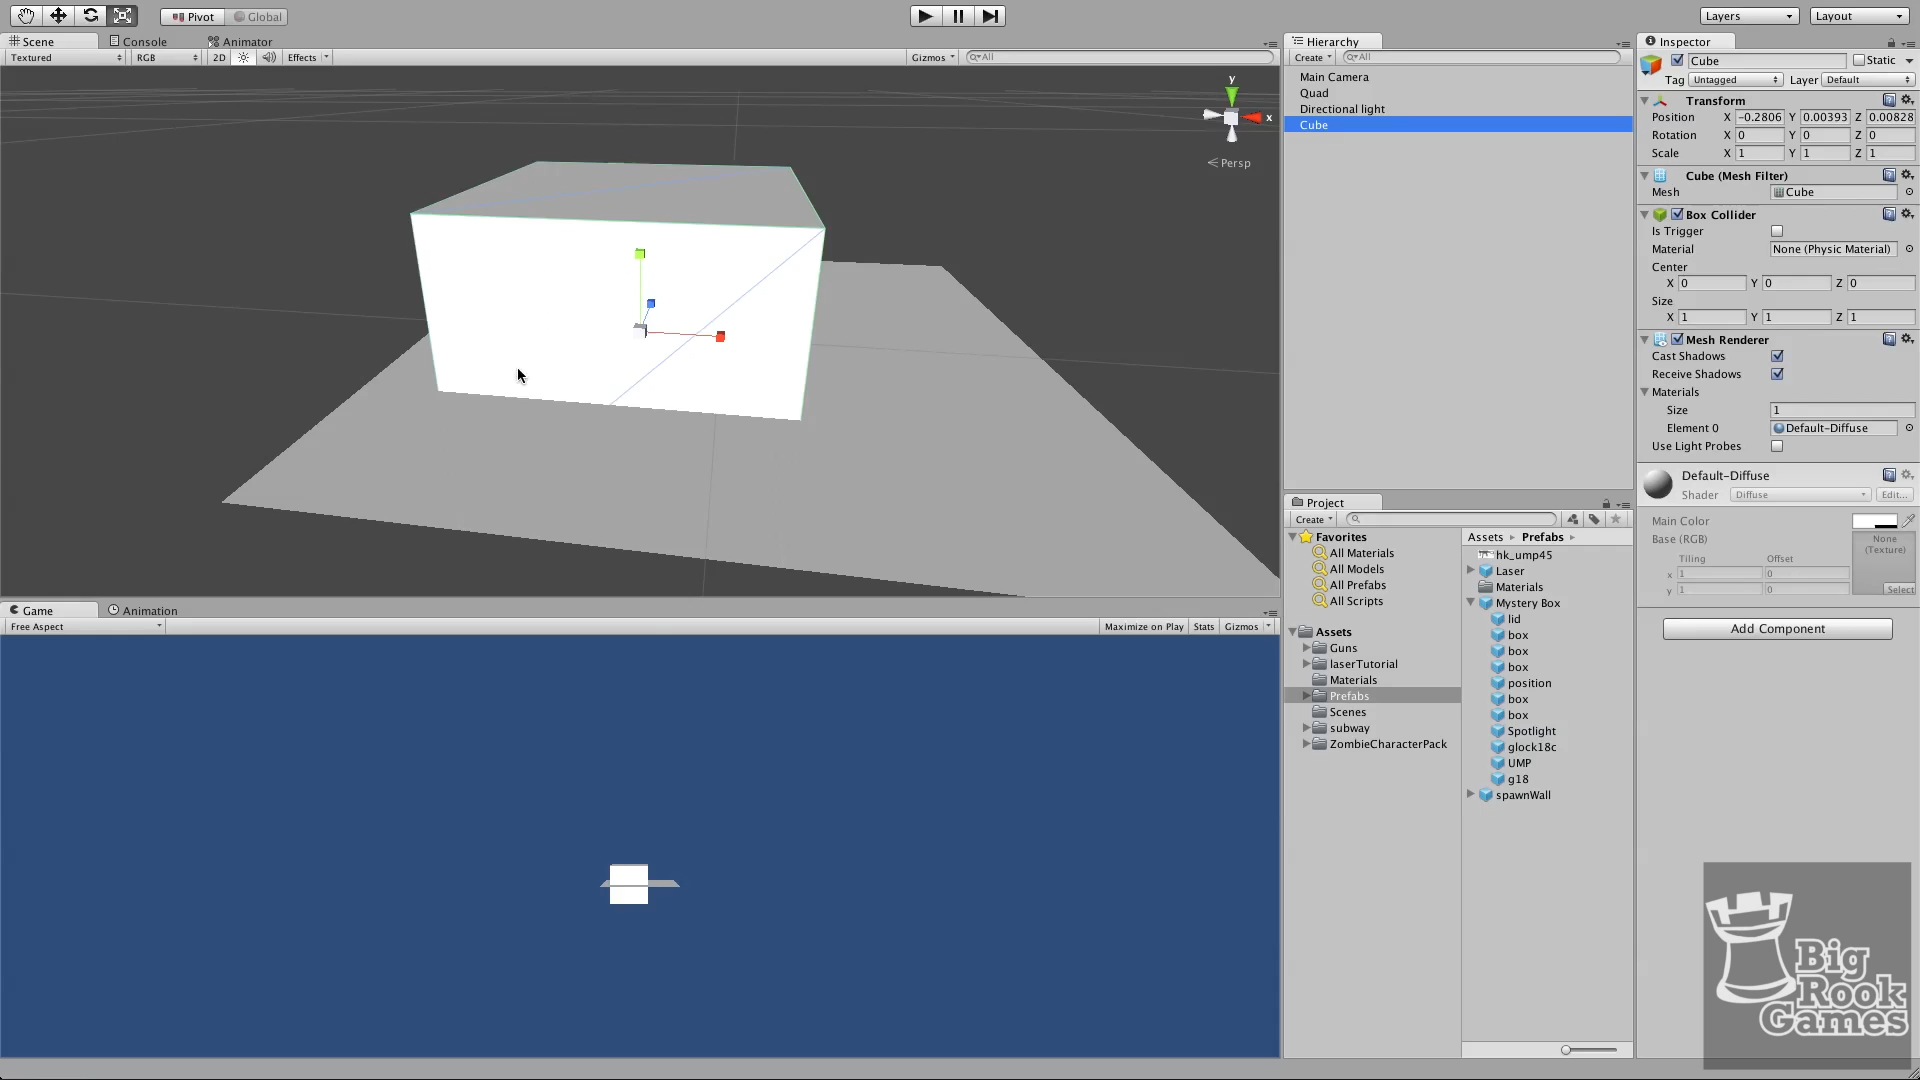 Pivot Global Layers Layout
Scene Console Animator
Textured RGB 2D Effects Gizmos All
y
x
Persp
Game Animation
Free Aspect Maximize on Play Stats Gizmos
Hierarchy
Create All
Main Camera
Quad
Directional light
Cube
Project
Create
Favorites
All Materials
All Models
All Prefabs
All Scripts
Assets
Guns
laserTutorial
Materials
Prefabs
Scenes
subway
ZombieCharacterPack
Assets Prefabs
hk_ump45
Laser
Materials
Mystery Box
lid
box
box
box
position
box
box
Spotlight
glock18c
UMP
g18
spawnWall
Inspector
Cube Static
Tag Untagged Layer Default
Transform
Position X -0.2806 Y 0.00393 Z 0.00828
Rotation X 0 Y 0 Z 0
Scale X 1 Y 1 Z 1
Cube (Mesh Filter)
Mesh Cube
Box Collider
Is Trigger
Material None (Physic Material)
Center
X 0 Y 0 Z 0
Size
X 1 Y 1 Z 1
Mesh Renderer
Cast Shadows
Receive Shadows
Materials
Size 1
Element 0 Default-Diffuse
Use Light Probes
Default-Diffuse
Shader Diffuse Edit...
Main Color
Base (RGB) None (Texture)
Tiling Offset
x 1 0
y 1 0
Select
Add Component
Big
Rook
Games